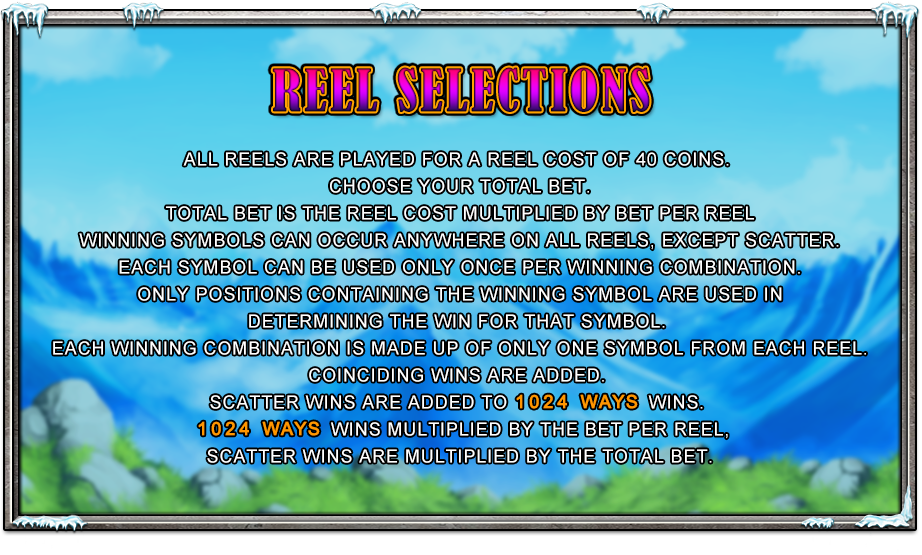 REEL SELECTIONS
ALL REELS ARE PLAYED FOR A REEL COST OF 40 COINS.
CHOOSE YOUR TOTAL BET.
TOTAL BET IS THE REEL COST MULTIPLIED BY BET PER REEL
WINNING SYMBOLS CAN OCCUR ANYWHERE ON ALL REELS, EXCEPT SCATTER.
EACH SYMBOL CAN BE USED ONLY ONCE PER WINNING COMBINATION.
ONLY POSITIONS CONTAINING THE WINNING SYMBOL ARE USED IN
DETERMINING THE WIN FOR THAT SYMBOL.
EACH WINNING COMBINATION IS MADE UP OF ONLY ONE SYMBOL FROM EACH REEL.
COINCIDING WINS ARE ADDED.
SCATTER WINS ARE ADDED TO 1024 WAYS WINS.
1024 WAYS WINS MULTIPLIED BY THE BET PER REEL,
SCATTER WINS ARE MULTIPLIED BY THE TOTAL BET.